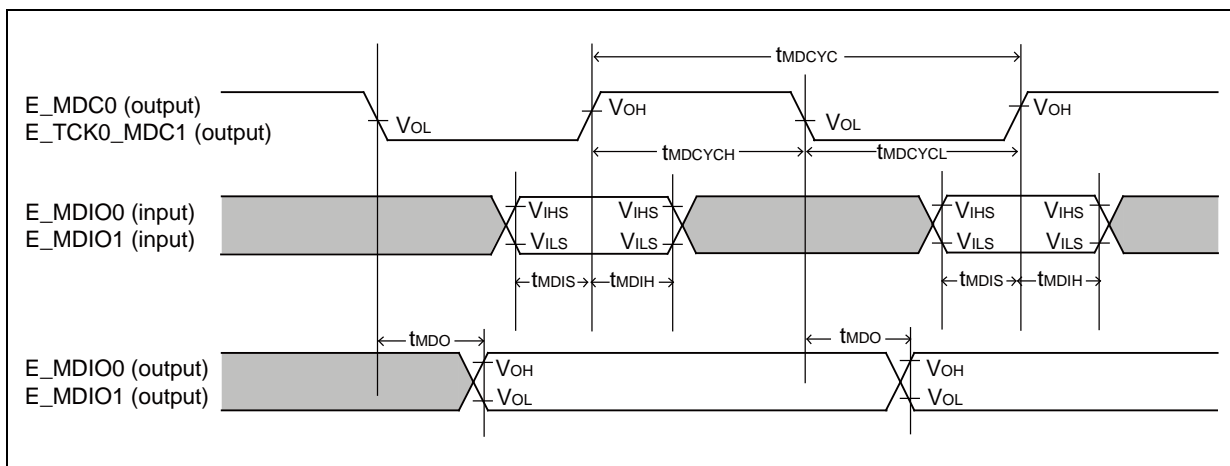 tMDCYC
E_MDC0 (output)
E_TCK0_MDC1 (output)
VOL
VOH
VOL
VOH
tMDCYCH
tMDCYCL
E_MDIO0 (input)
E_MDIO1 (input)
VIHS
VIHS
VIHS
VIHS
VILS
VILS
VILS
VILS
tMDIS
tMDIH
tMDIS
tMDIH
tMDO
tMDO
E_MDIO0 (output)
E_MDIO1 (output)
VOH
VOH
VOL
VOL